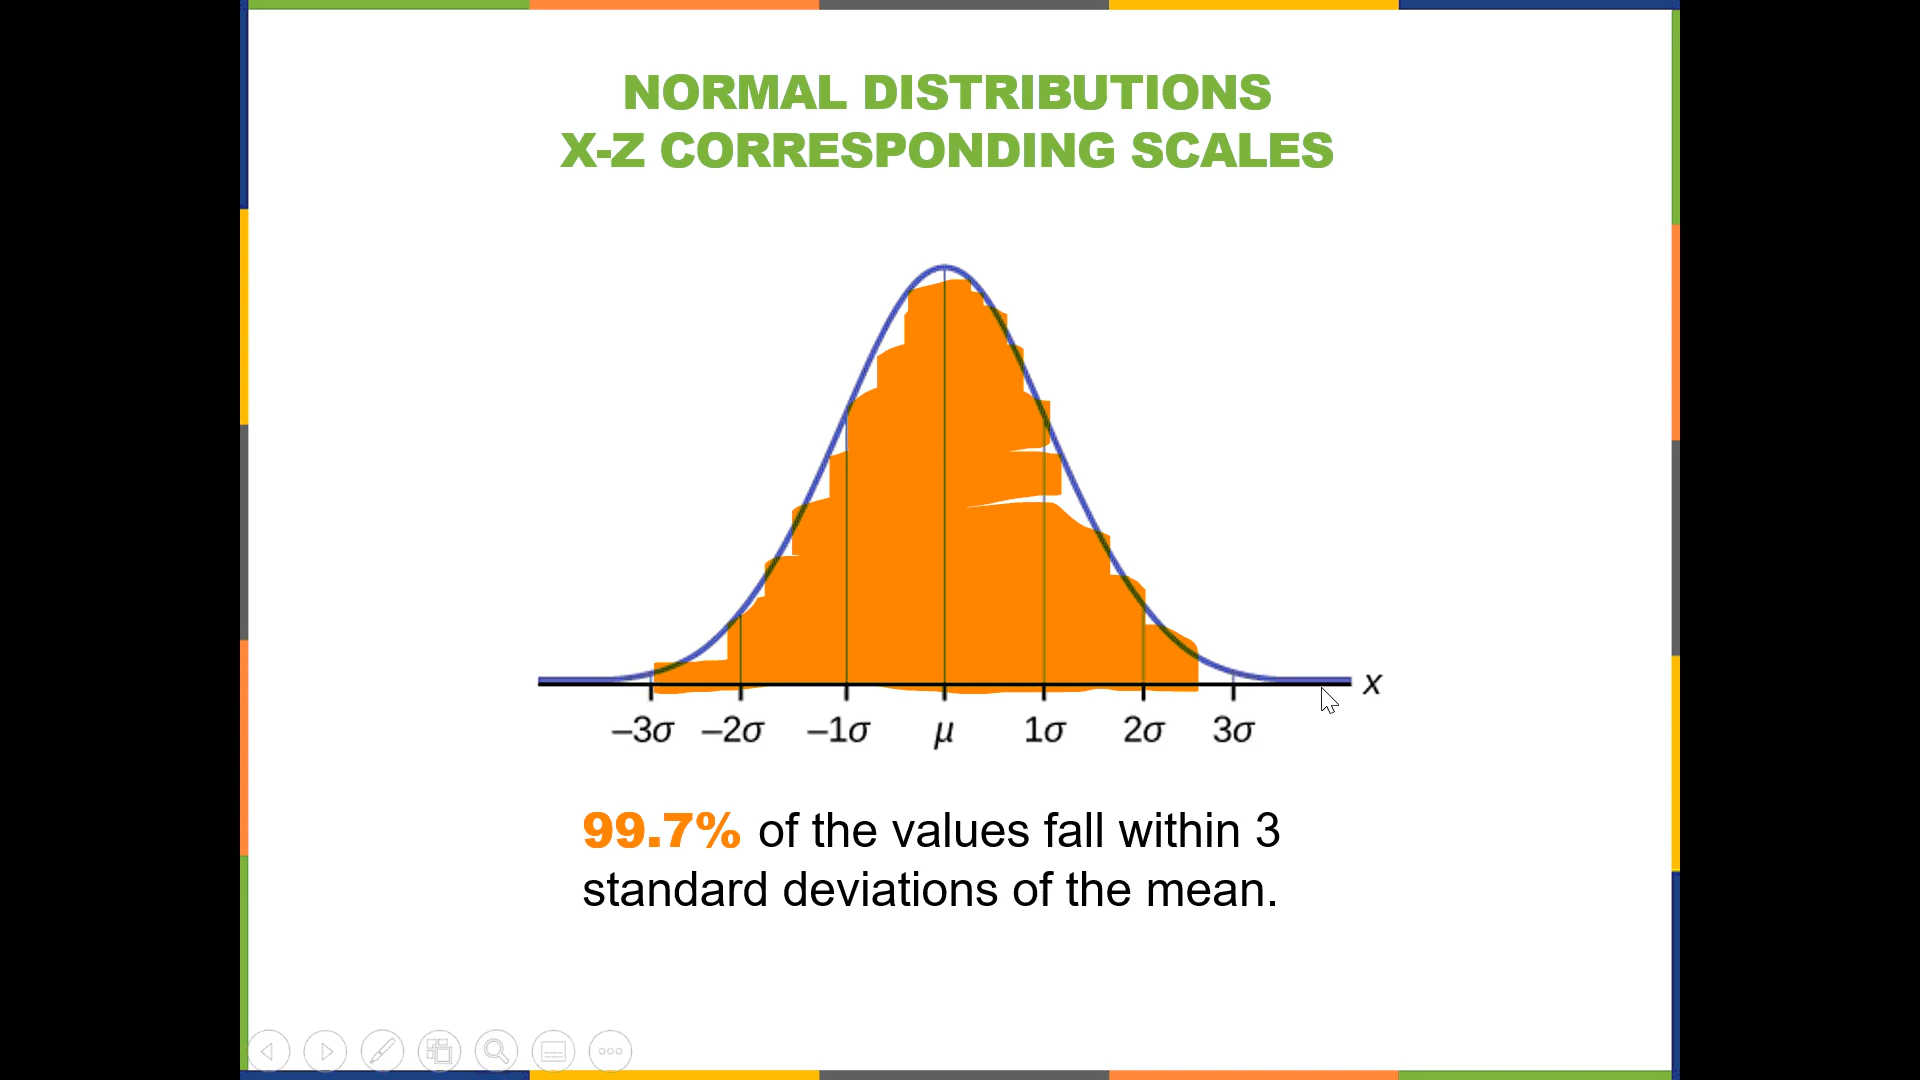 NORMAL DISTRIBUTIONS
X-Z CORRESPONDING SCALES
x
–3σ –2σ –1σ μ 1σ 2σ 3σ
99.7% of the values fall within 3
standard deviations of the mean.